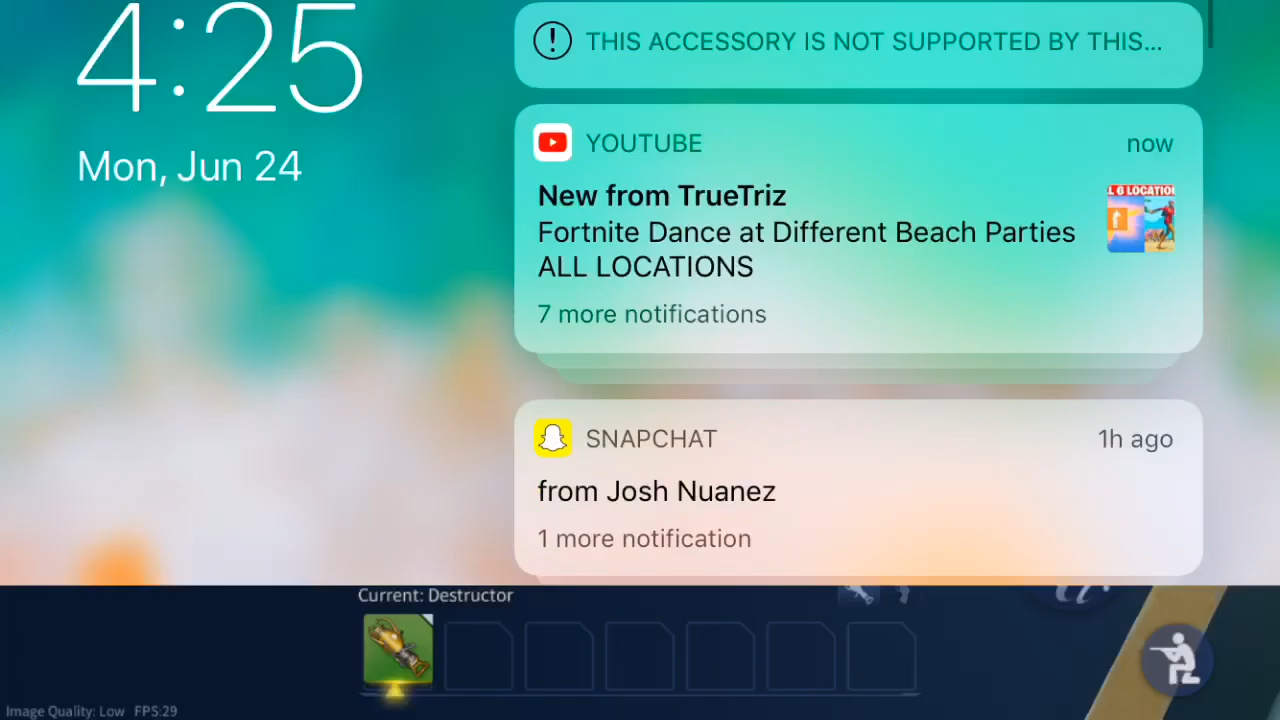 4:25
Mon, Jun 24
THIS ACCESSORY IS NOT SUPPORTED BY THIS...
YOUTUBE
now
New from TrueTriz
Fortnite Dance at Different Beach Parties
ALL LOCATIONS
7 more notifications
L 6 LOCATIO
SNAPCHAT
1h ago
from Josh Nuanez
1 more notification
Current: Destructor
Image Quality: Low FPS:29